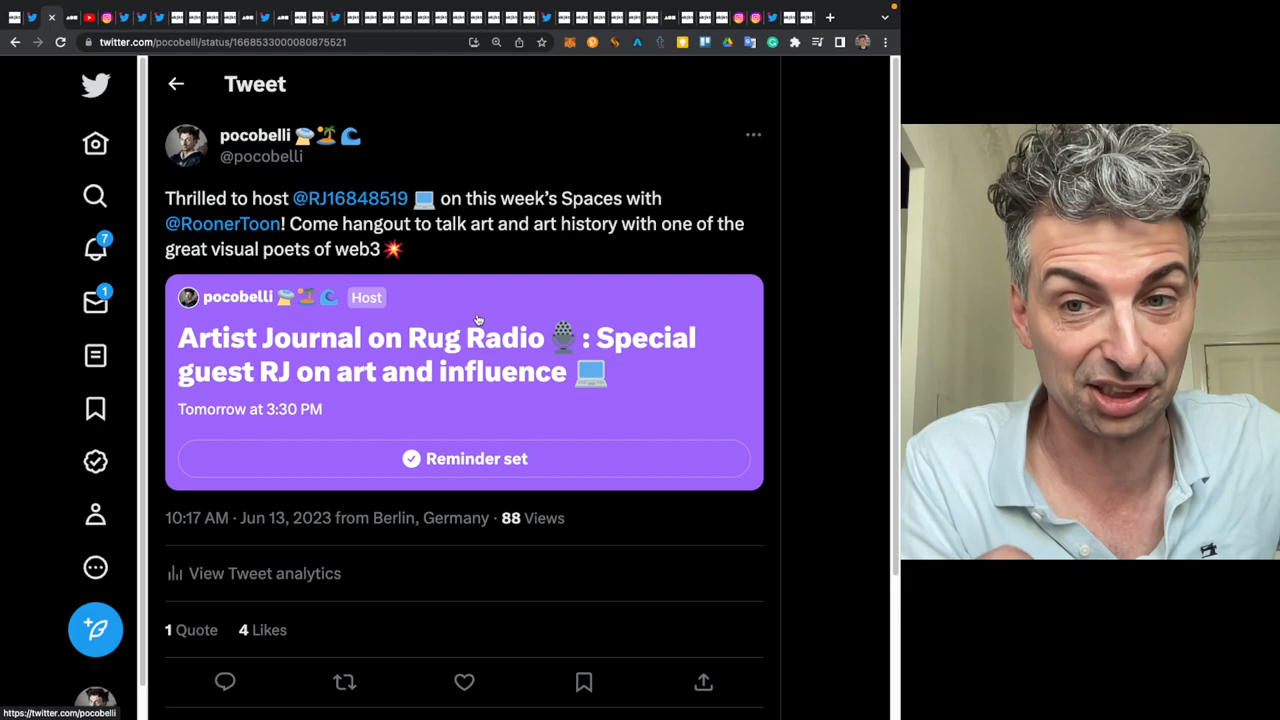 twitter.com/pocobelli/status/1668533000080875521
Tweet
pocobelli
@pocobelli
Thrilled to host @RJ16848519 💻 on this week's Spaces with
@RoonerToon! Come hangout to talk art and art history with one of the
great visual poets of web3💥
pocobelli Host
Artist Journal on Rug Radio 🎙️ : Special
guest RJ on art and influence 💻
Tomorrow at 3:30 PM
Reminder set
10:17 AM · Jun 13, 2023 from Berlin, Germany · 88 Views
View Tweet analytics
1 Quote 4 Likes
7
1
https://twitter.com/pocobelli